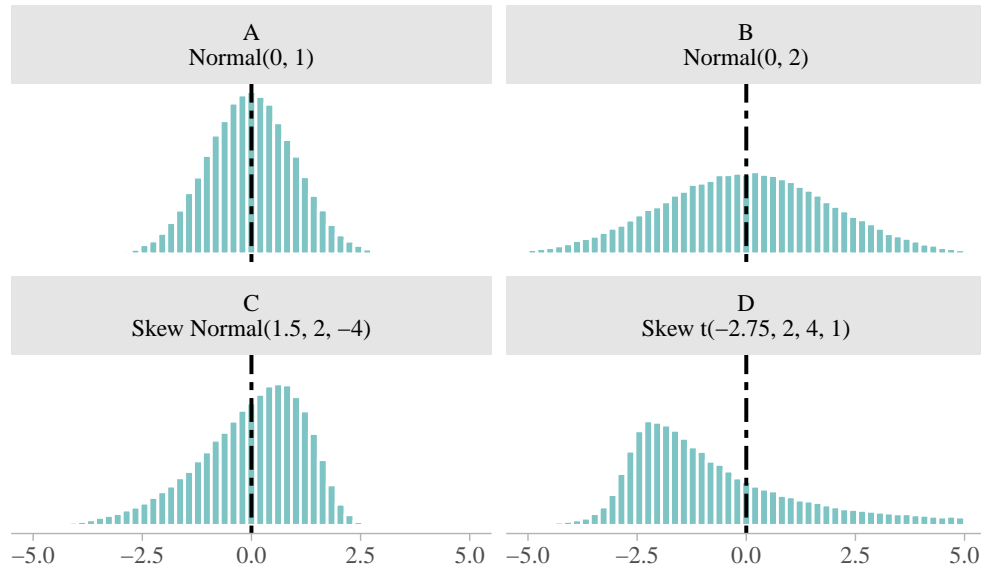 A
Normal(0, 1)
B
Normal(0, 2)
C
Skew Normal(1.5, 2, −4)
D
Skew t(−2.75, 2, 4, 1)
−5.0 −2.5 0.0 2.5 5.0
−5.0 −2.5 0.0 2.5 5.0